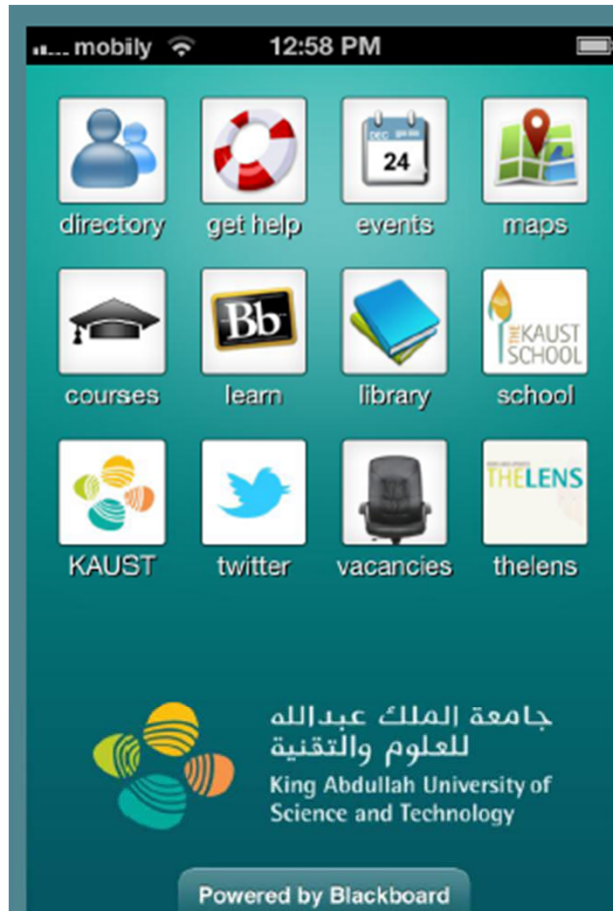 mobily 12:58 PM
DEC
24
directory get help events maps
Bb
THE KAUST
SCHOOL
courses learn library school
THELENS
KAUST twitter vacancies thelens
جامعة الملك عبدالله
للعلوم والتقنية
King Abdullah University of
Science and Technology
Powered by Blackboard